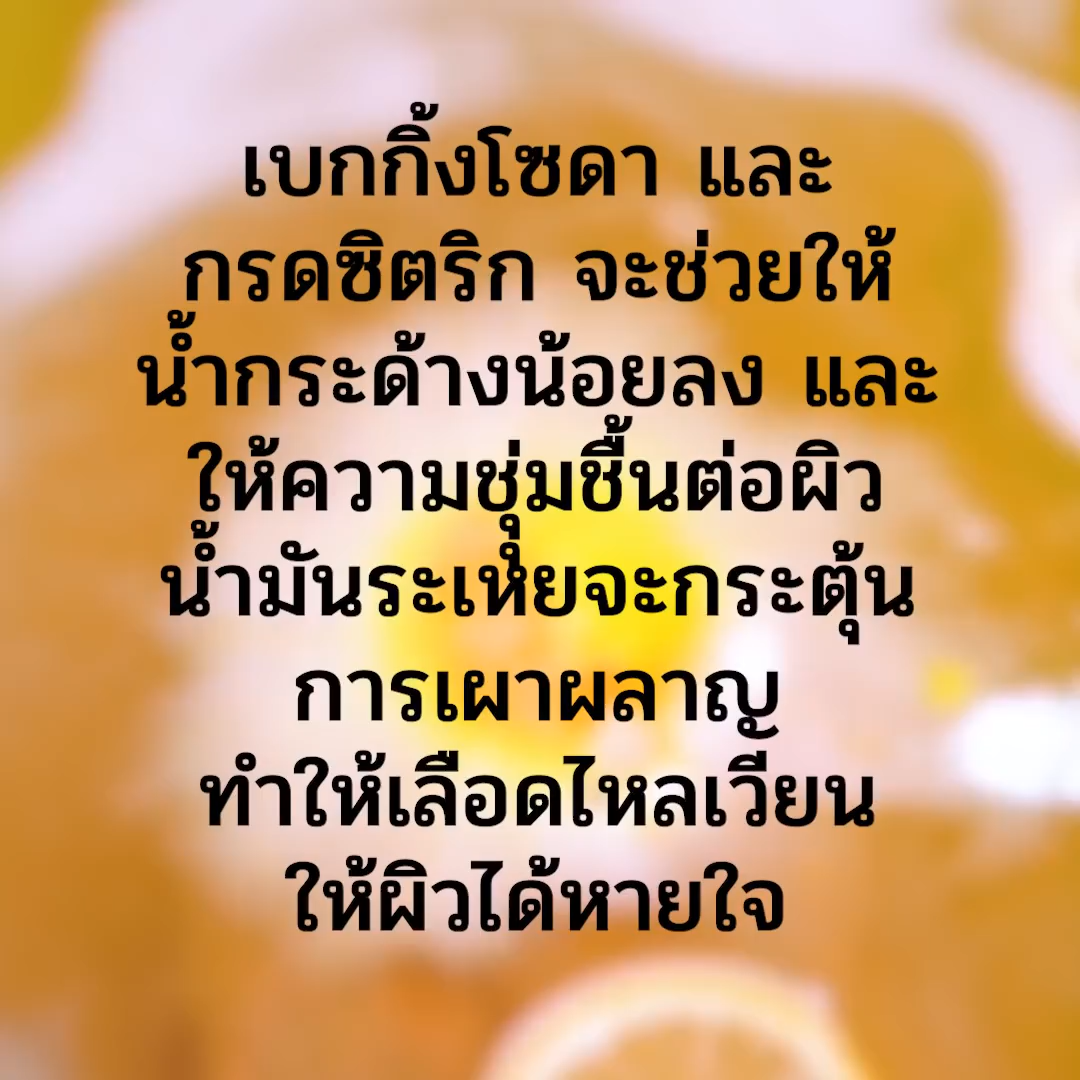 เบกกิ้งโซดา และ
กรดซิตริก จะช่วยให้
น้ำกระด้างน้อยลง และ
ให้ความชุ่มชื้นต่อผิว
น้ำมันระเหยจะกระตุ้น
การเผาผลาญ
ทำให้เลือดไหลเวียน
ให้ผิวได้หายใจ